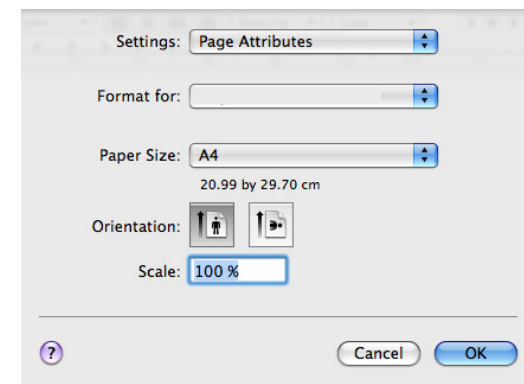 Settings: Page Attributes
Format for:
Paper Size: A4
20.99 by 29.70 cm
Orientation:
Scale: 100 %
? Cancel OK